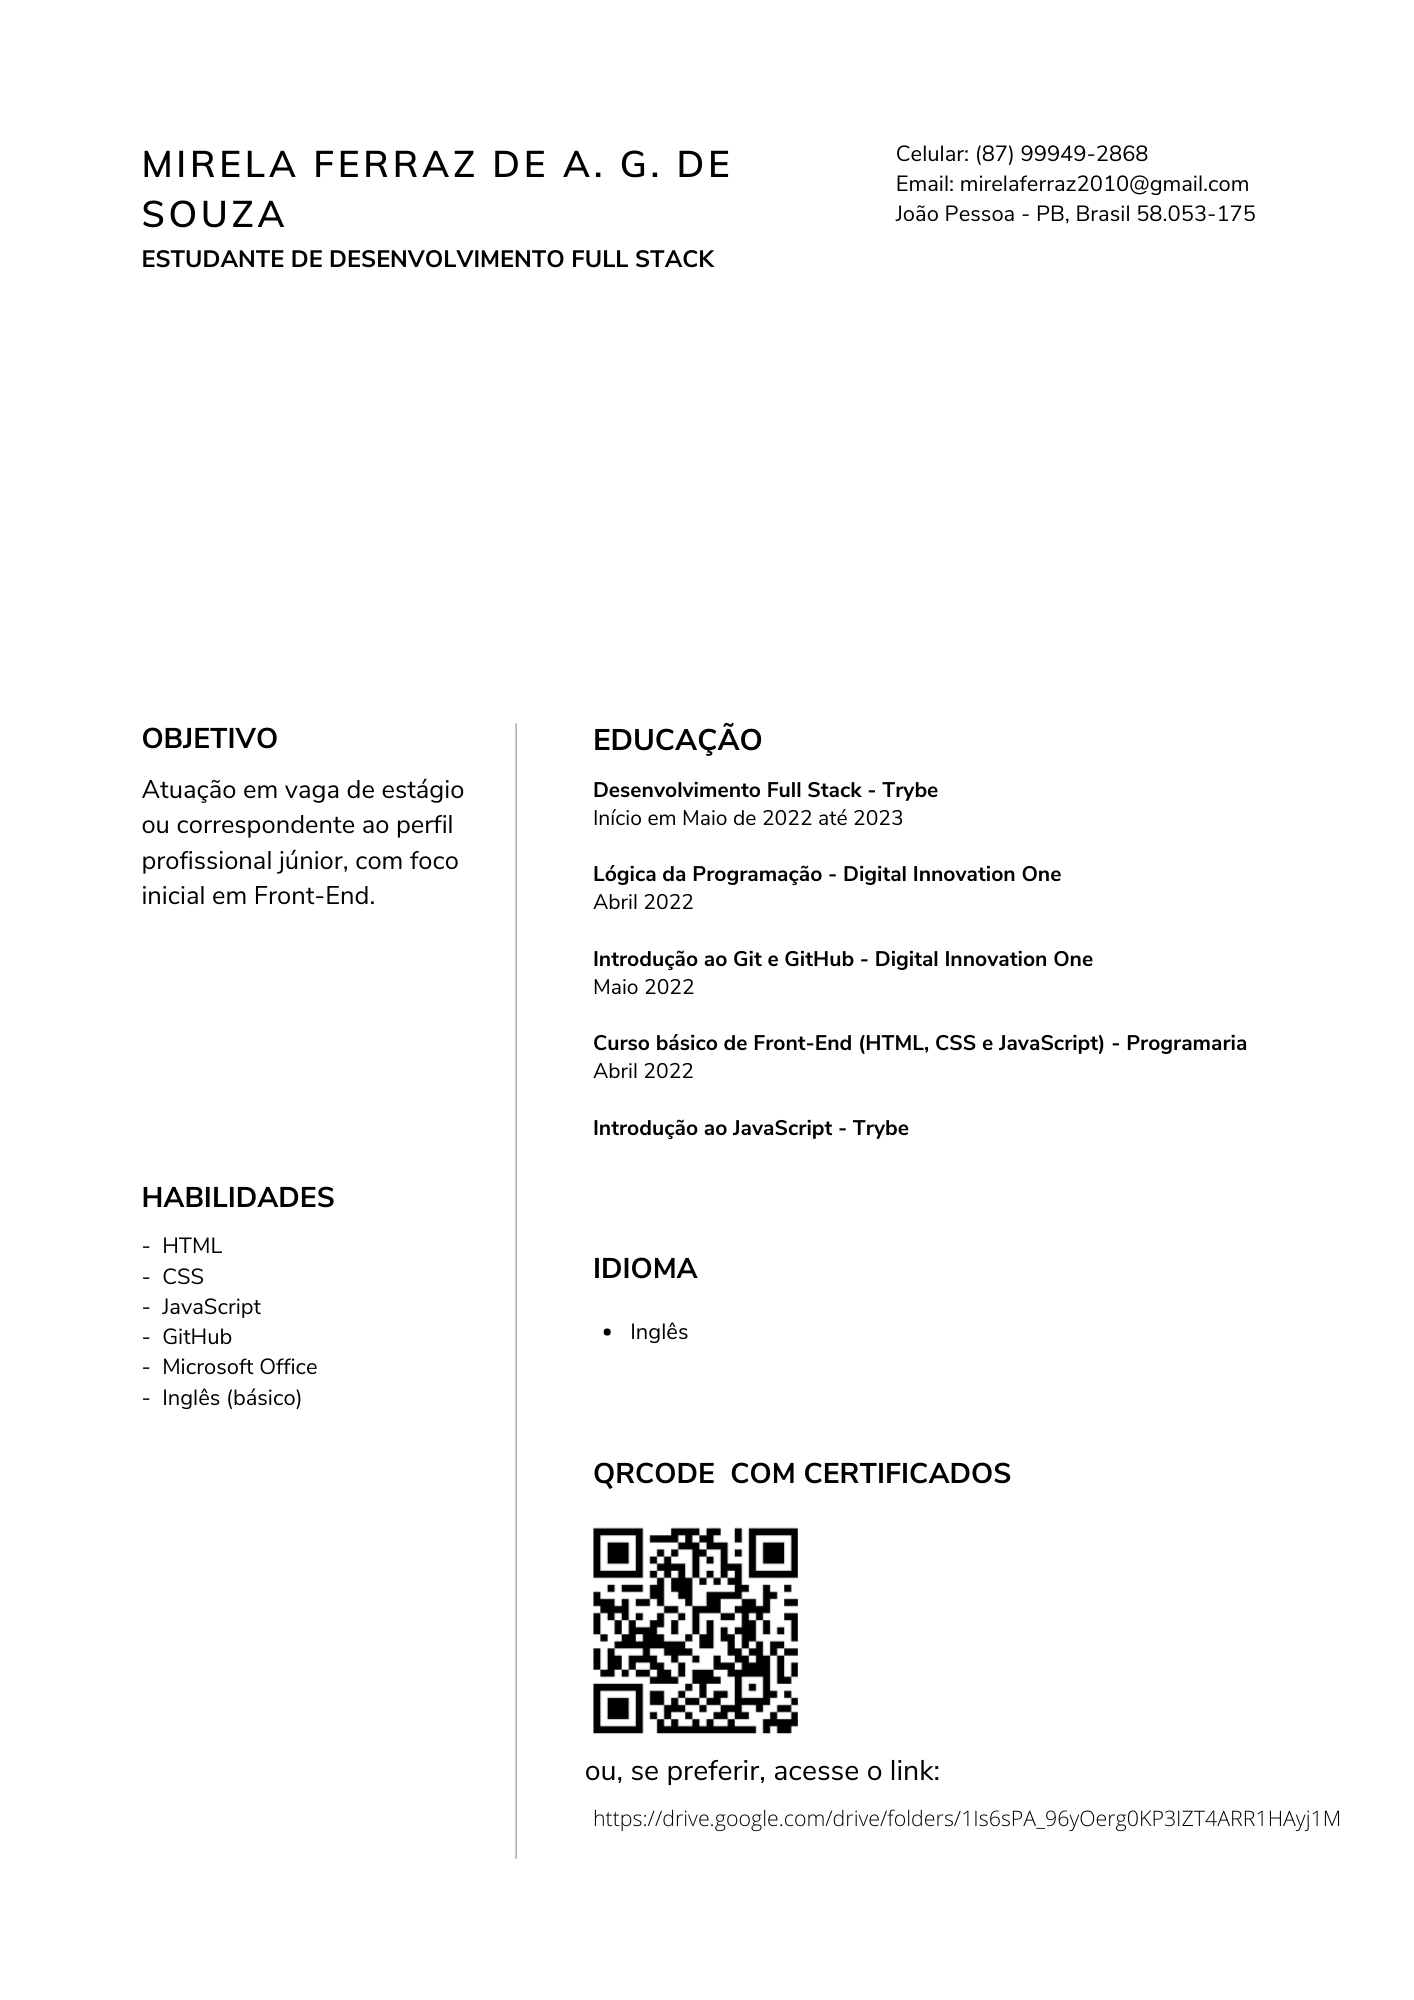 MIRELA FERRAZ DE A. G. DE
SOUZA
ESTUDANTE DE DESENVOLVIMENTO FULL STACK
Celular: (87) 99949-2868
Email: mirelaferraz2010@gmail.com
João Pessoa - PB, Brasil 58.053-175
OBJETIVO
Atuação em vaga de estágio
ou correspondente ao perfil
profissional júnior, com foco
inicial em Front-End.
HABILIDADES
- HTML
- CSS
- JavaScript
- GitHub
- Microsoft Office
- Inglês (básico)
EDUCAÇÃO
Desenvolvimento Full Stack - Trybe
Início em Maio de 2022 até 2023
Lógica da Programação - Digital Innovation One
Abril 2022
Introdução ao Git e GitHub - Digital Innovation One
Maio 2022
Curso básico de Front-End (HTML, CSS e JavaScript) - Programaria
Abril 2022
Introdução ao JavaScript - Trybe
IDIOMA
• Inglês
QRCODE COM CERTIFICADOS
ou, se preferir, acesse o link:
https://drive.google.com/drive/folders/1Is6sPA_96yOerg0KP3IZT4ARR1HAyj1M